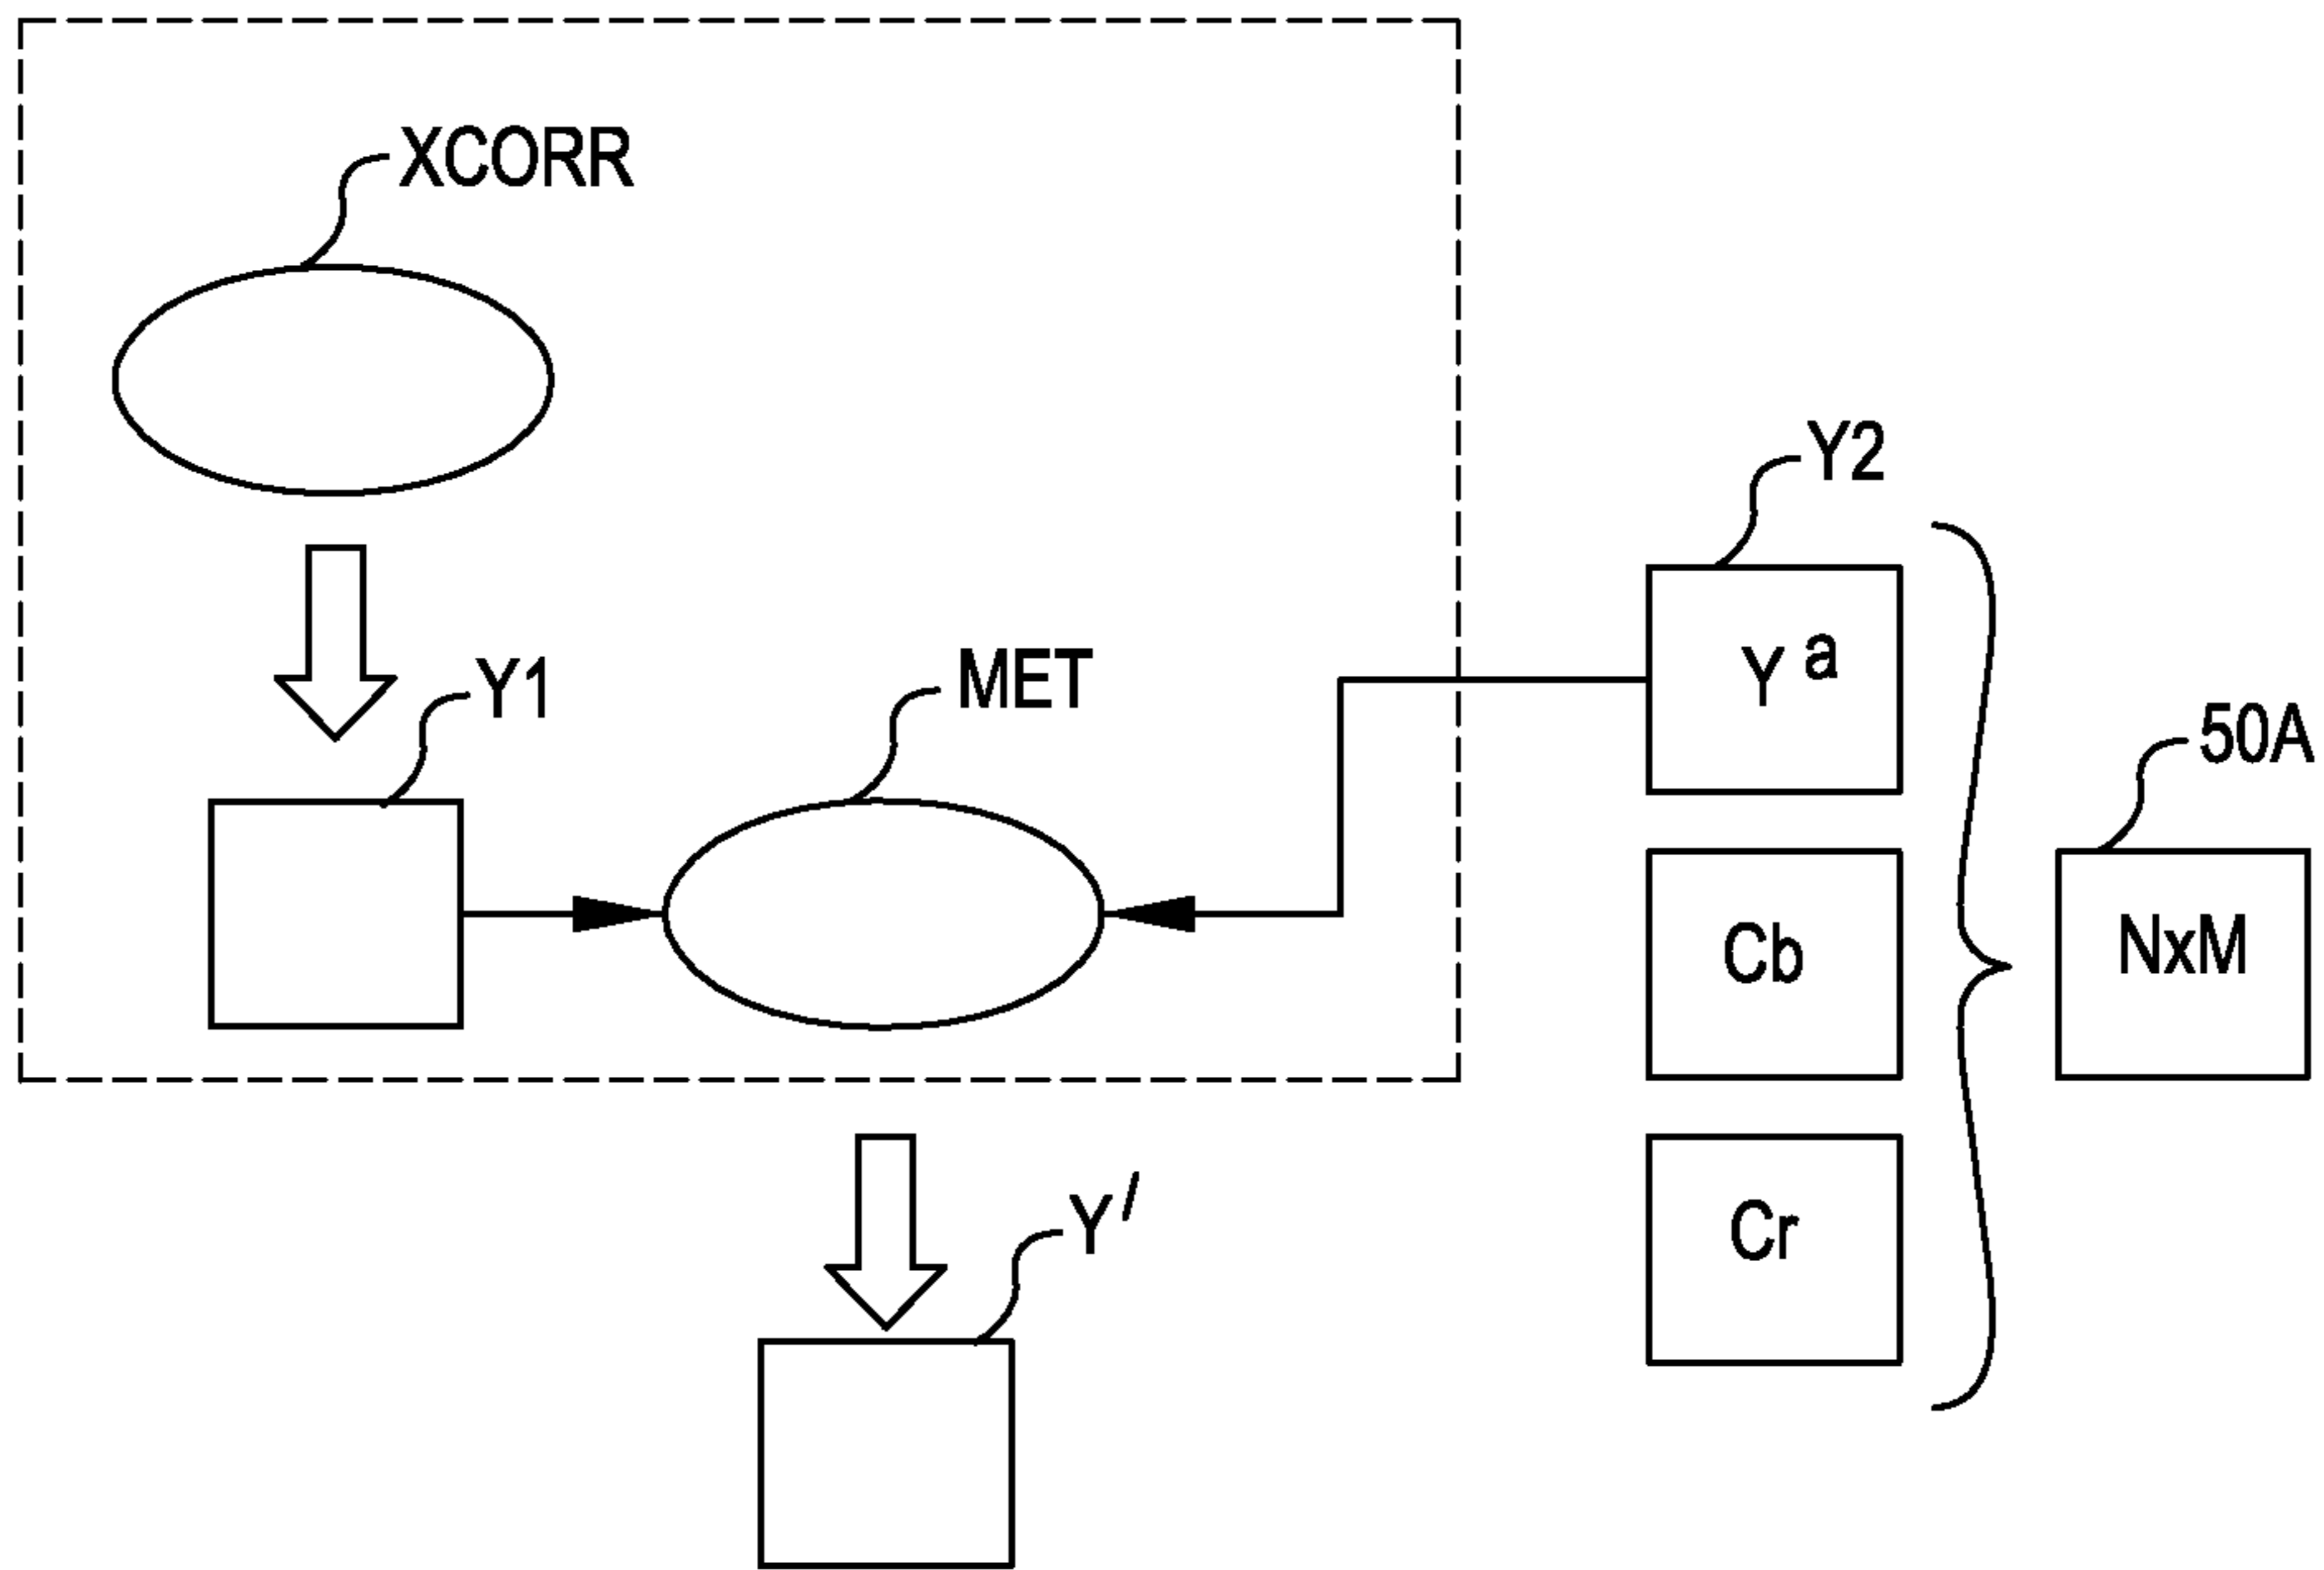 XCORR
Y2
Y1
MET
Y a
50A
Cb
NxM
Y'
Cr